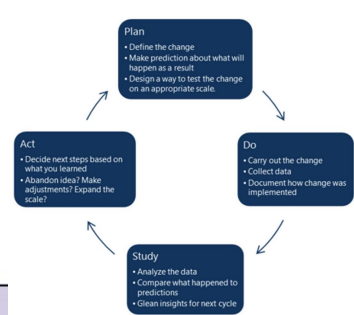 Plan
• Define the change
• Make prediction about what will
happen as a result
• Design a way to test the change
on an appropriate scale.
Do
• Carry out the change
• Collect data
• Document how change was
implemented
Study
• Analyze the data
• Compare what happened to
predictions
• Glean insights for next cycle
Act
• Decide next steps based on
what you learned
• Abandon idea? Make
adjustments? Expand the
scale?